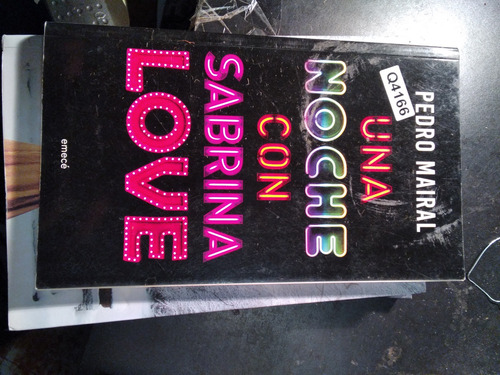 PEDRO MAIRAL
Q4166
UNA
NOCHE
CON
SABRINA
LOVE
emecé